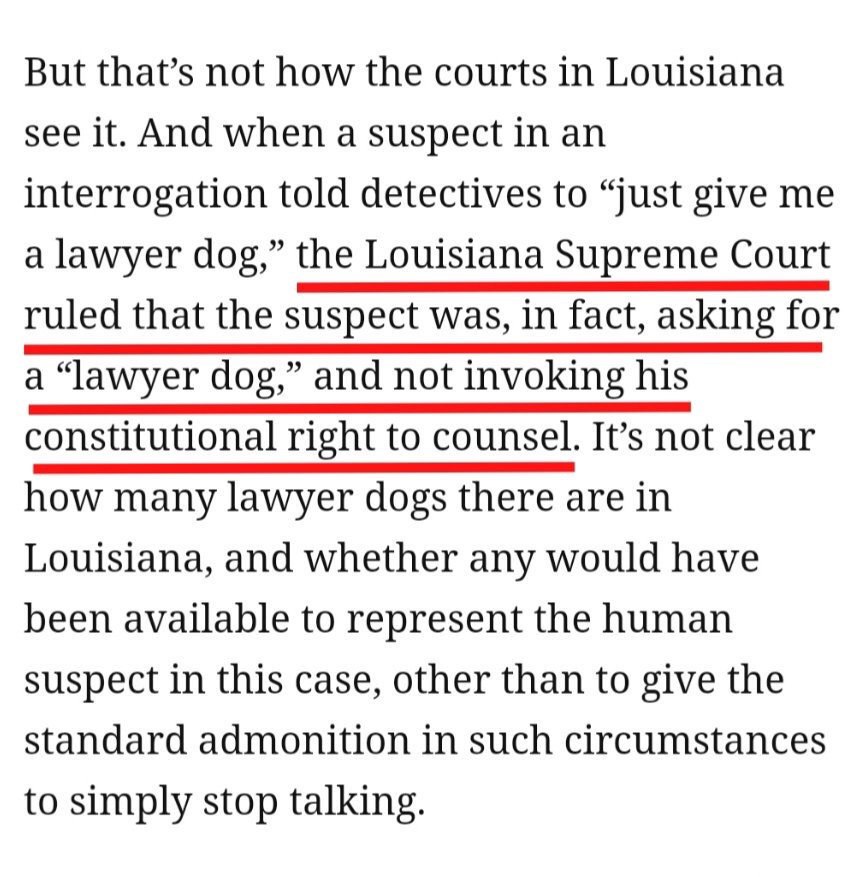 But that’s not how the courts in Louisiana
see it. And when a suspect in an
interrogation told detectives to “just give me
a lawyer dog,” the Louisiana Supreme Court
ruled that the suspect was, in fact, asking for
a “lawyer dog,” and not invoking his
constitutional right to counsel. It’s not clear
how many lawyer dogs there are in
Louisiana, and whether any would have
been available to represent the human
suspect in this case, other than to give the
standard admonition in such circumstances
to simply stop talking.